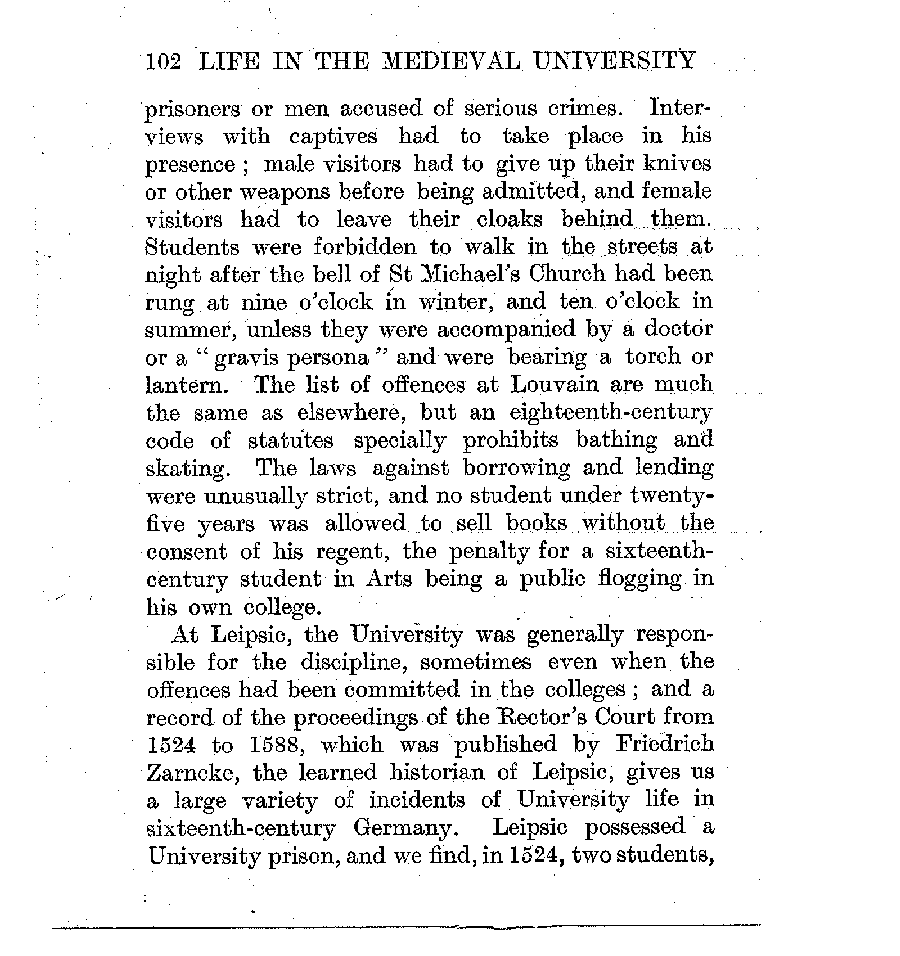 102 LIFE IN THE MEDIEVAL UNIVERSITY
prisoners or men accused of serious crimes. Inter-
views with captives had to take place in his
presence ; male visitors had to give up their knives
or other weapons before being admitted, and female
visitors had to leave their cloaks behind them.
Students were forbidden to walk in the streets at
night after the bell of St Michael's Church had been
rung at nine o'clock in winter, and ten o'clock in
summer, unless they were accompanied by a doctor
or a “ gravis persona ” and were bearing a torch or
lantern. The list of offences at Louvain are much
the same as elsewhere, but an eighteenth-century
code of statutes specially prohibits bathing and
skating. The laws against borrowing and lending
were unusually strict, and no student under twenty-
five years was allowed to sell books without the
consent of his regent, the penalty for a sixteenth-
century student in Arts being a public flogging in
his own college.
At Leipsic, the University was generally respon-
sible for the discipline, sometimes even when the
offences had been committed in the colleges ; and a
record of the proceedings of the Rector's Court from
1524 to 1588, which was published by Friedrich
Zarncke, the learned historian of Leipsic, gives us
a large variety of incidents of University life in
sixteenth-century Germany. Leipsic possessed a
University prison, and we find, in 1524, two students,